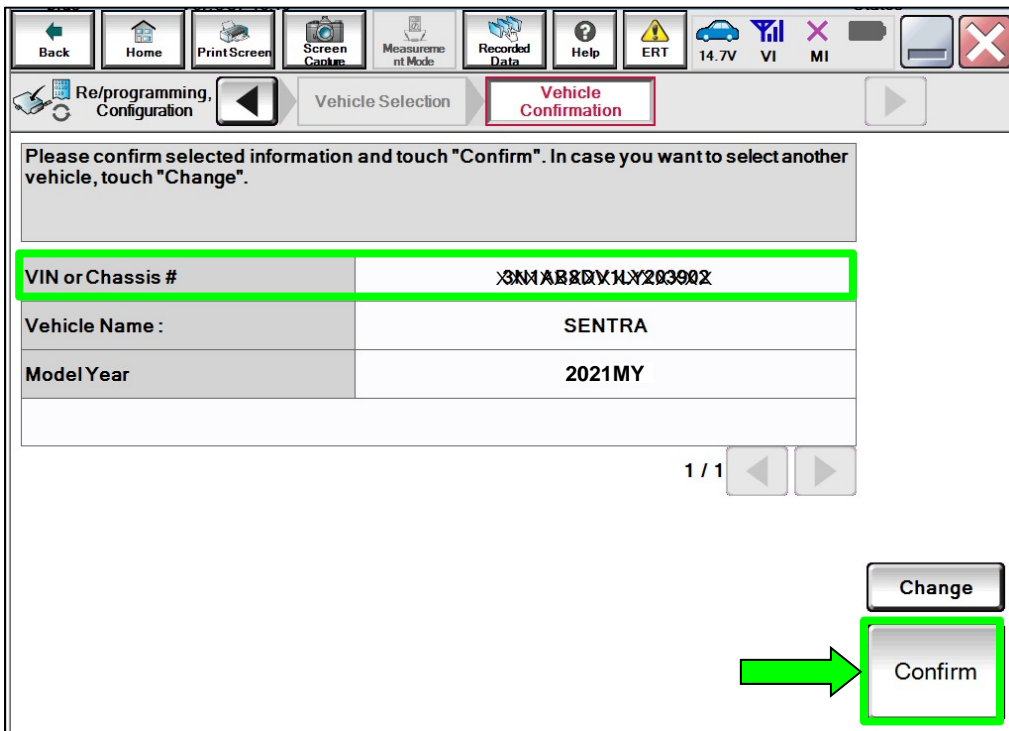 Back
Home
Print Screen
Screen Capture
Measurement Mode
Recorded Data
Help
ERT
14.7V
VI
MI
Re/programming, Configuration
Vehicle Selection
Vehicle Confirmation
Please confirm selected information and touch "Confirm". In case you want to select another
vehicle, touch "Change".
VIN or Chassis #
Vehicle Name :
SENTRA
Model Year
2021MY
1 / 1
Change
Confirm